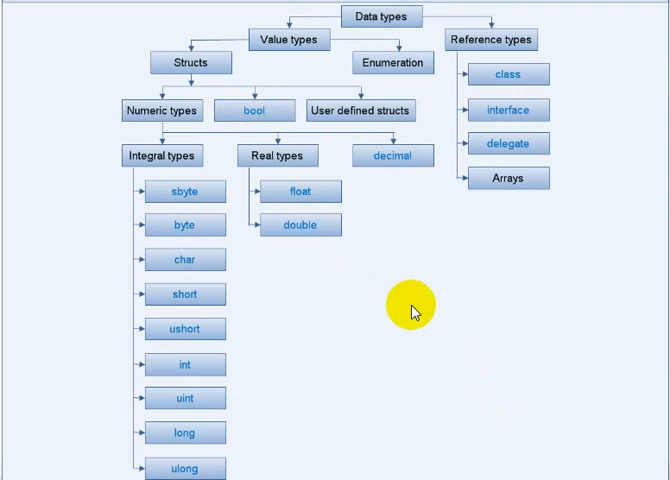 Data types
Value types
Reference types
Structs
Enumeration
class
Numeric types
bool
User defined structs
interface
delegate
Integral types
Real types
decimal
Arrays
sbyte
float
byte
double
char
short
ushort
int
uint
long
ulong